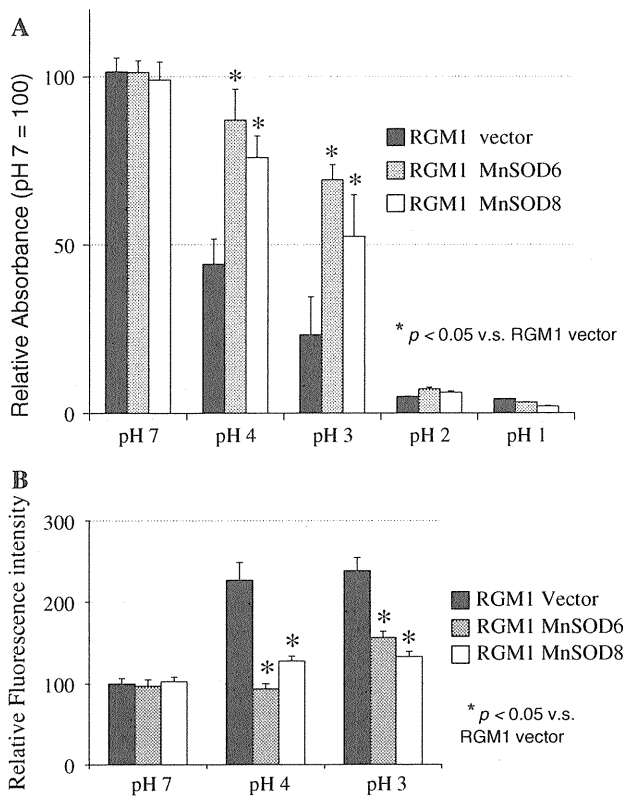 A
Relative Absorbance (pH 7 = 100)
100
50
0
RGM1 vector
RGM1 MnSOD6
RGM1 MnSOD8
* *
* *
* p < 0.05 v.s. RGM1 vector
pH 7 pH 4 pH 3 pH 2 pH 1
B
Relative Fluorescence intensity
300
200
100
0
RGM1 Vector
RGM1 MnSOD6
RGM1 MnSOD8
* *
* *
* p < 0.05 v.s.
RGM1 vector
pH 7 pH 4 pH 3